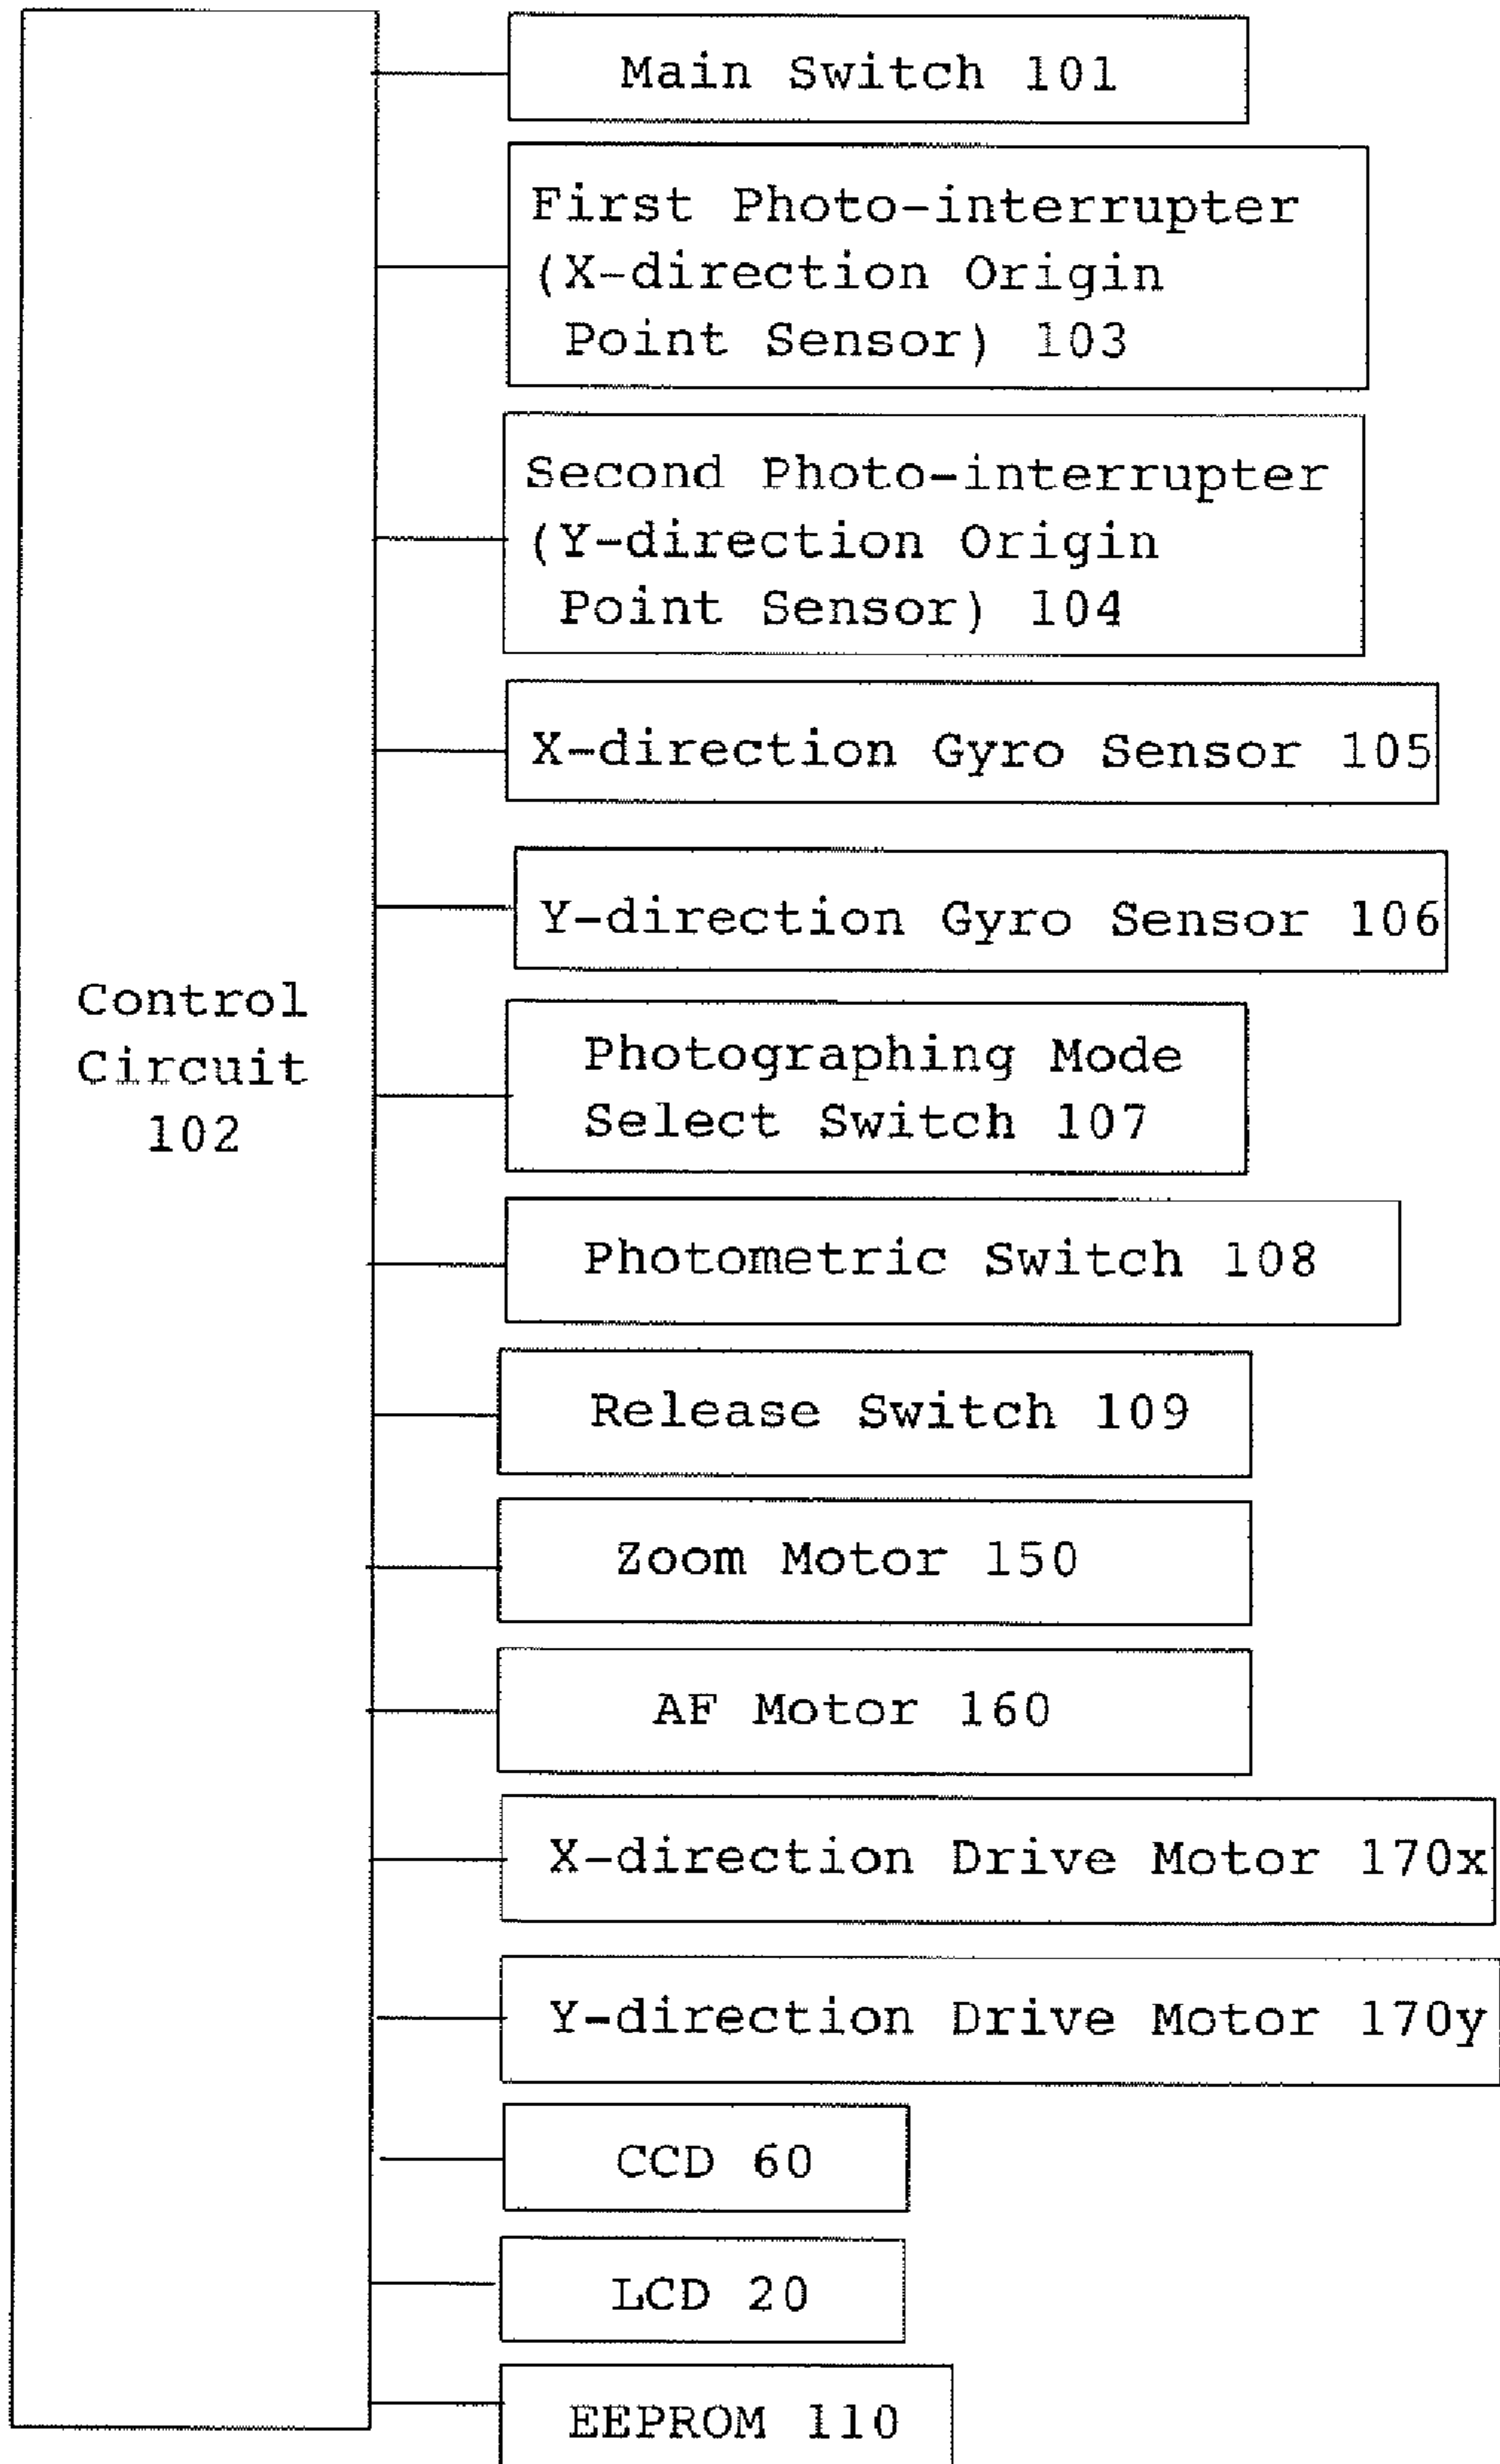 Main Switch 101
First Photo-interrupter
(X-direction Origin
Point Sensor) 103
Second Photo-interrupter
(Y-direction Origin
Point Sensor) 104
X-direction Gyro Sensor 105
Y-direction Gyro Sensor 106
Control
Circuit
102
Photographing Mode
Select Switch 107
Photometric Switch 108
Release Switch 109
Zoom Motor 150
AF Motor 160
X-direction Drive Motor 170x
Y-direction Drive Motor 170y
CCD 60
LCD 20
EEPROM 110